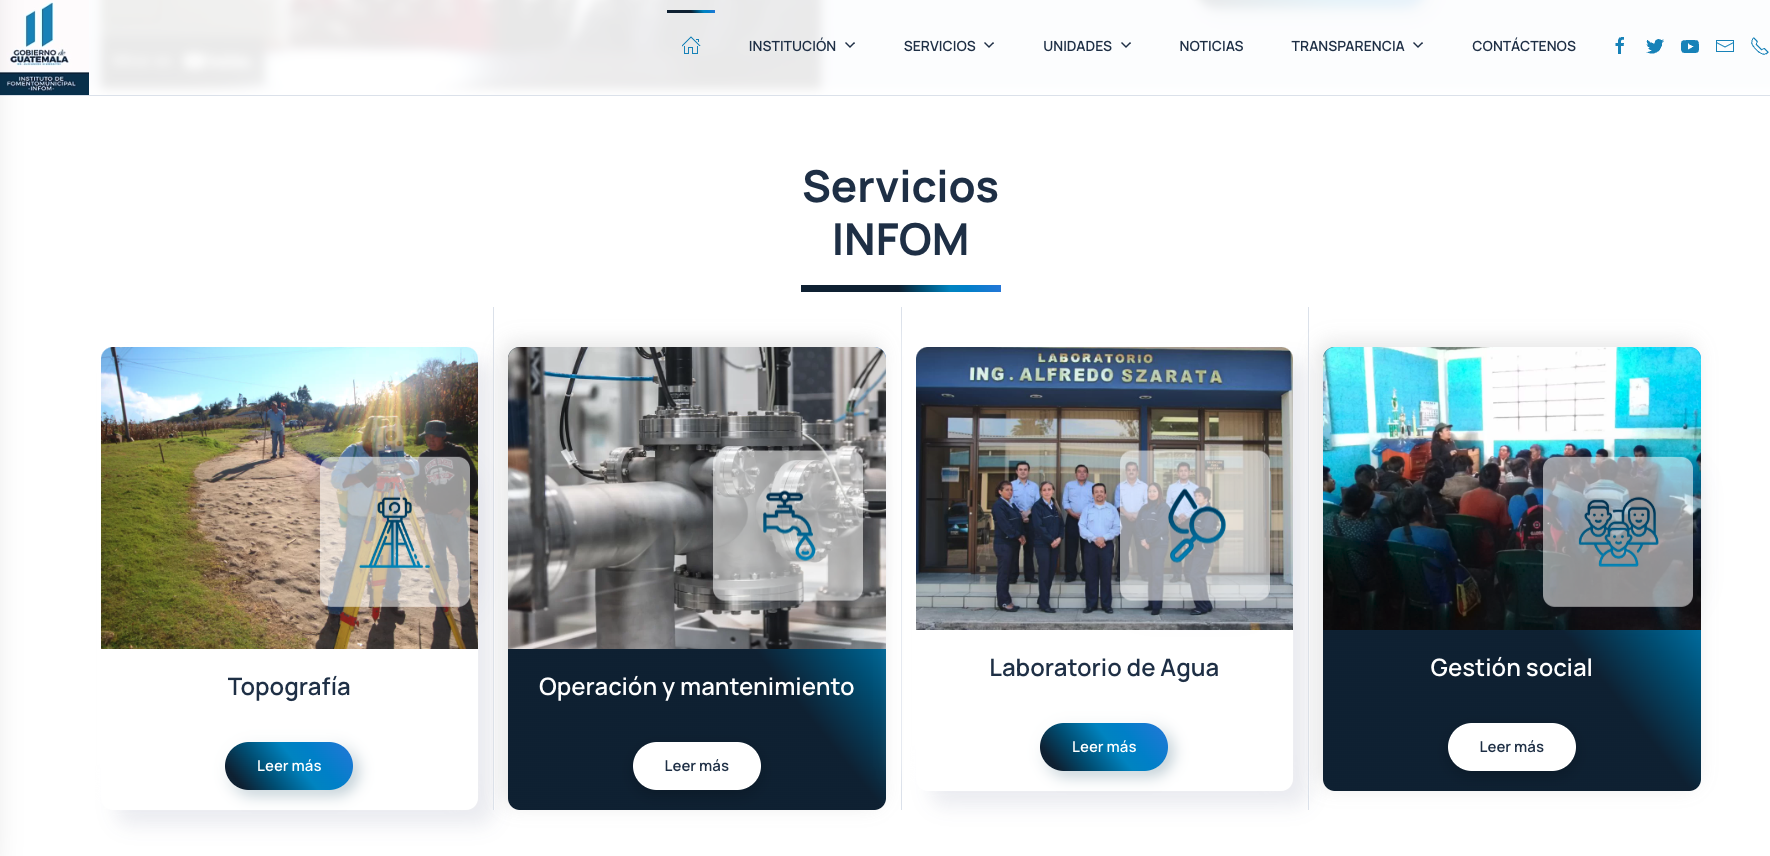 GOBIERNO de
GUATEMALA
INSTITUTO DE
FOMENTO MUNICIPAL
-INFOM-
INSTITUCIÓN
SERVICIOS
UNIDADES
NOTICIAS
TRANSPARENCIA
CONTÁCTENOS
Servicios
INFOM
LABORATORIO
ING. ALFREDO SZARATA
Topografía
Operación y mantenimiento
Laboratorio de Agua
Gestión social
Leer más
Leer más
Leer más
Leer más